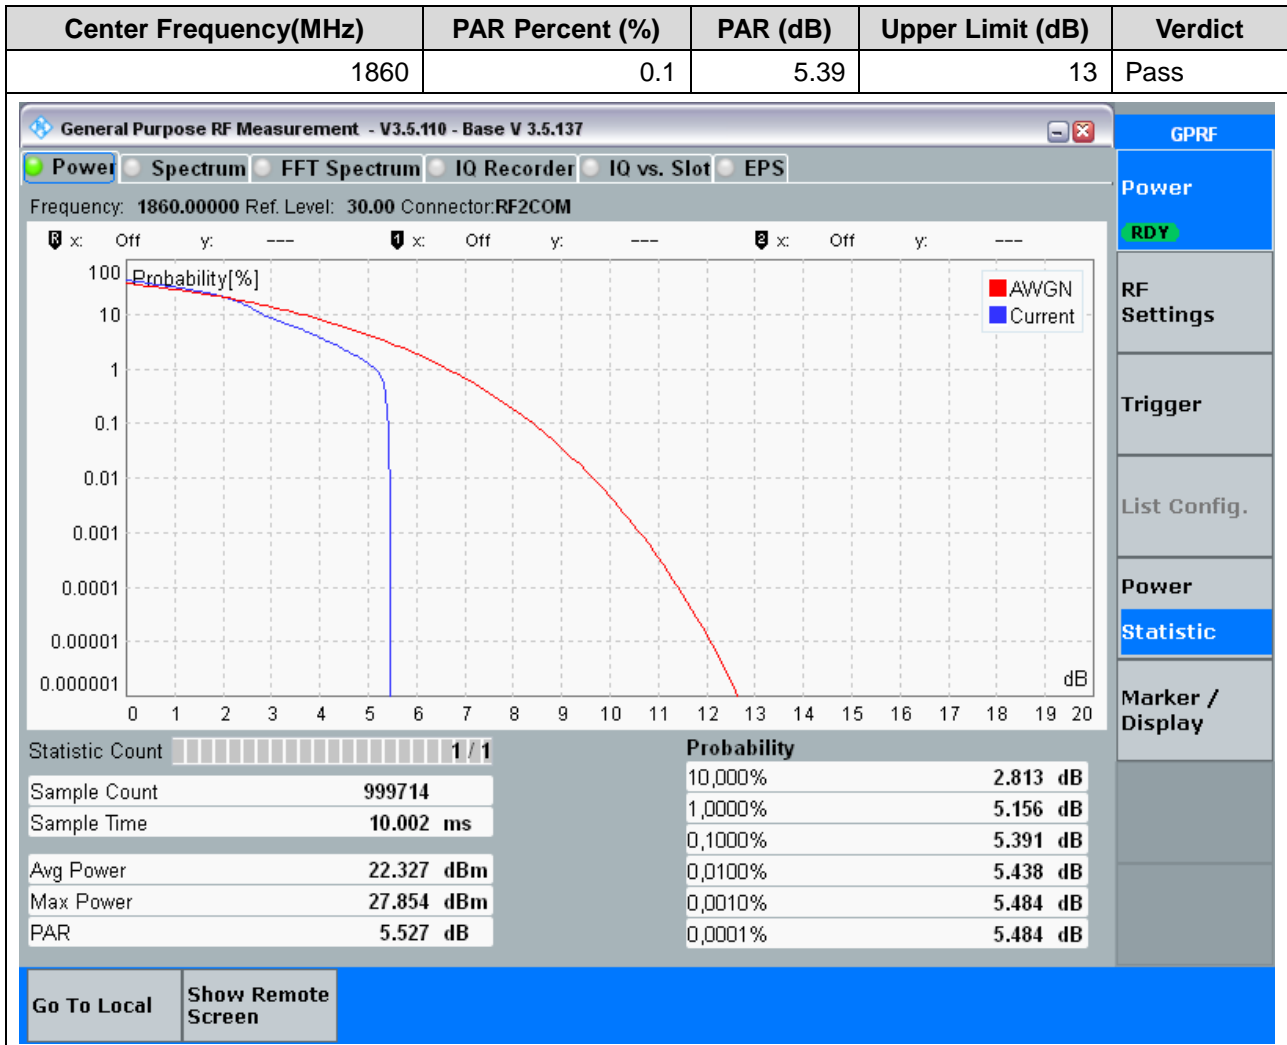 Center Frequency(MHz) PAR Percent (%) PAR (dB) Upper Limit (dB) Verdict
1860 0.1 5.39 13 Pass
General Purpose RF Measurement - V3.5.110 - Base V 3.5.137
GPRF
Power Spectrum FFT Spectrum IQ Recorder IQ vs. Slot EPS
Power
RDY
Frequency: 1860.00000 Ref. Level: 30.00 Connector:RF2COM
R x: Off y: --- 1 x: Off y: --- 2 x: Off y: ---
Probability[%]
100
10
1
0.1
0.01
0.001
0.0001
0.00001
0.000001
AWGN
Current
dB
0 1 2 3 4 5 6 7 8 9 10 11 12 13 14 15 16 17 18 19 20
RF
Settings
Trigger
List Config.
Power
Statistic
Marker /
Display
Statistic Count 1 / 1
Sample Count 999714
Sample Time 10.002 ms
Avg Power 22.327 dBm
Max Power 27.854 dBm
PAR 5.527 dB
Probability
10,000% 2.813 dB
1,0000% 5.156 dB
0,1000% 5.391 dB
0,0100% 5.438 dB
0,0010% 5.484 dB
0,0001% 5.484 dB
Go To Local
Show Remote
Screen